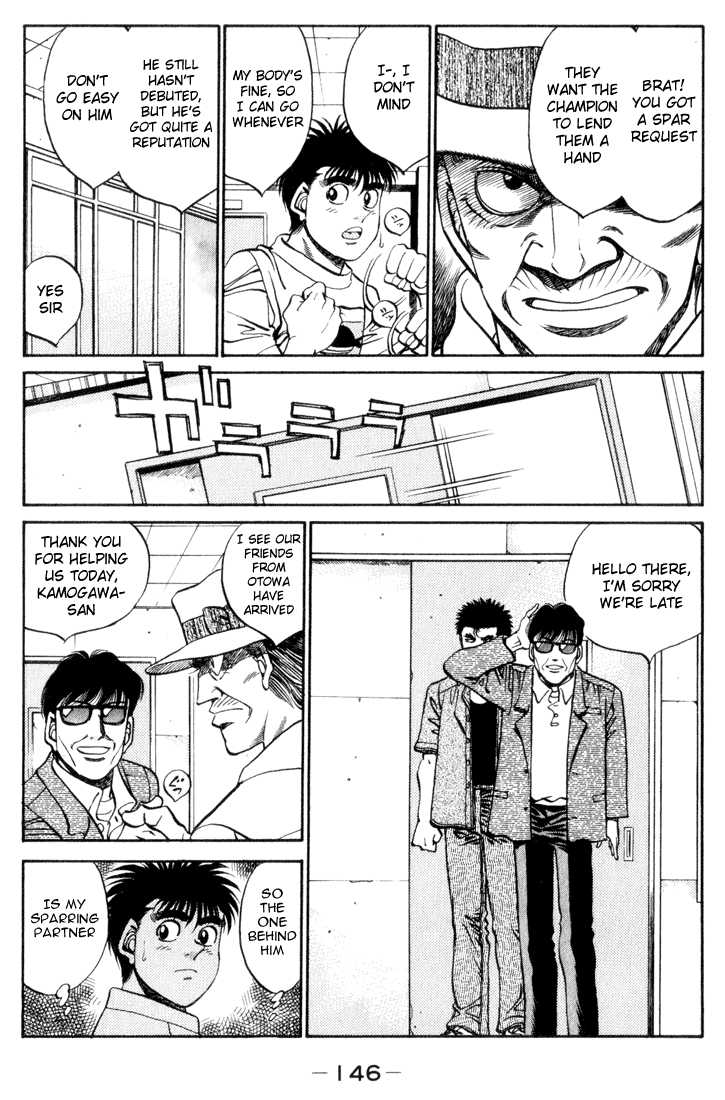 BRAT!
YOU GOT
A SPAR
REQUEST
THEY
WANT THE
CHAMPION
TO LEND
THEM A
HAND
I-, I
DON'T
MIND
MY BODY'S
FINE, SO
I CAN GO
WHENEVER
HE STILL
HASN'T
DEBUTED,
BUT HE'S
GOT QUITE A
REPUTATION
DON'T
GO EASY
ON HIM
YES
SIR
ガララ
HELLO THERE,
I'M SORRY
WE'RE LATE
I SEE OUR
FRIENDS
FROM
OTOWA
HAVE
ARRIVED
THANK YOU
FOR HELPING
US TODAY,
KAMOGAWA-
SAN
SO
THE
ONE
BEHIND
HIM
IS MY
SPARRING
PARTNER
- 146 -